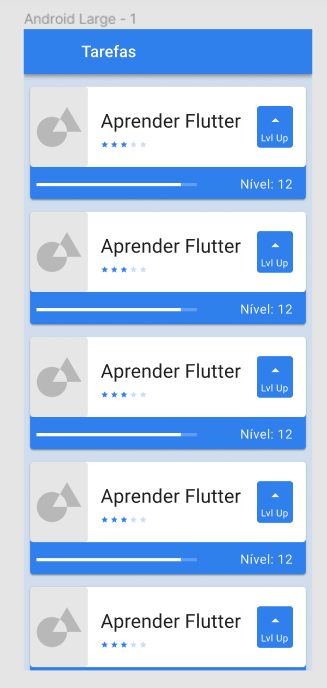 Android Large - 1
Tarefas
Aprender Flutter
Lvl Up
Nível: 12
Aprender Flutter
Lvl Up
Nível: 12
Aprender Flutter
Lvl Up
Nível: 12
Aprender Flutter
Lvl Up
Nível: 12
Aprender Flutter
Lvl Up